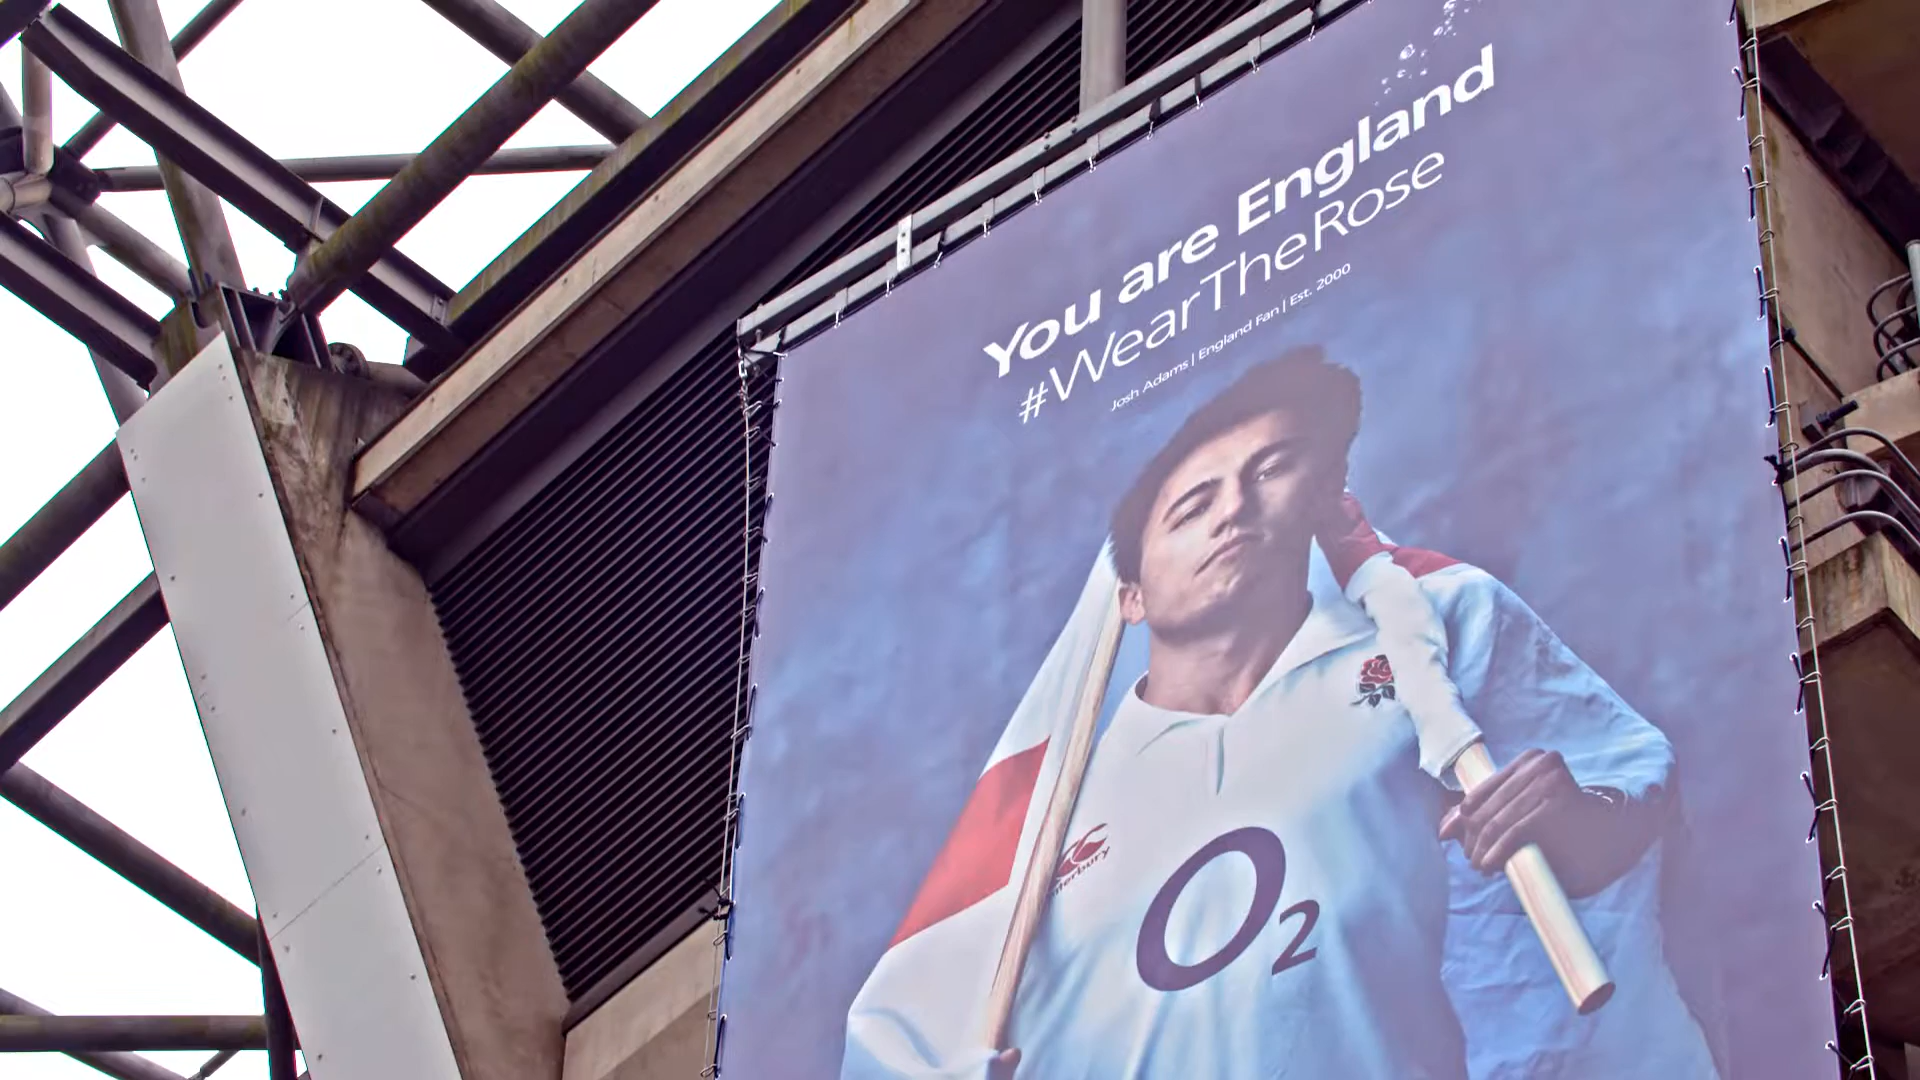 You are England
#WearTheRose
Josh Adams | England Fan | Est. 2000
O2